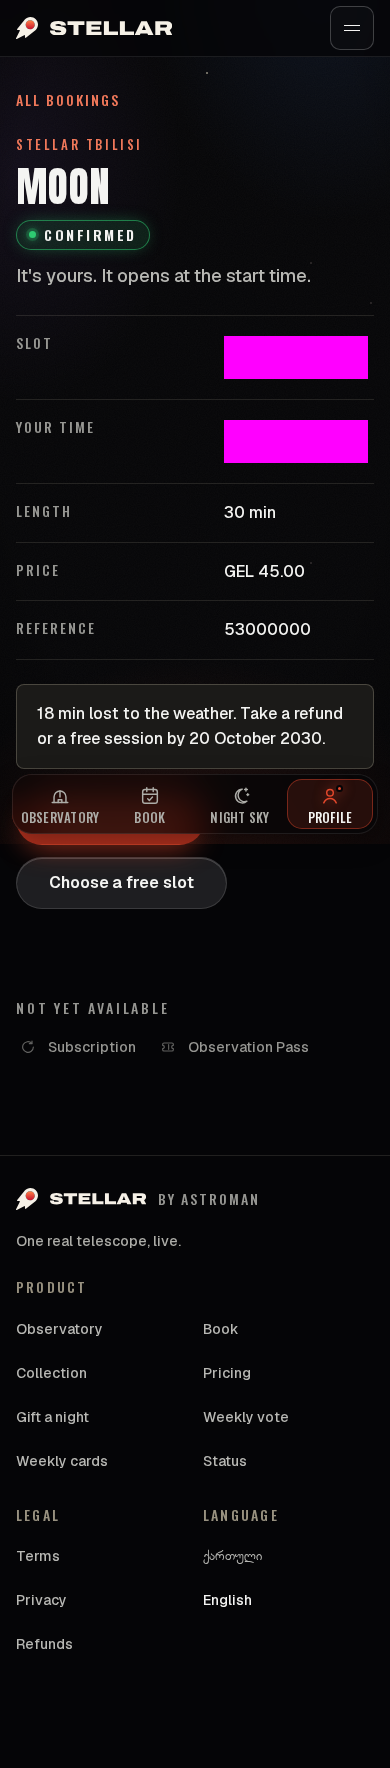 STELLAR
ALL BOOKINGS
STELLAR TBILISI
MOON
CONFIRMED
It's yours. It opens at the start time.
SLOT
YOUR TIME
LENGTH 30 min
PRICE GEL 45.00
REFERENCE 53000000
18 min lost to the weather. Take a refund
or a free session by 20 October 2030.
OBSERVATORY BOOK NIGHT SKY PROFILE
Choose a free slot
NOT YET AVAILABLE
Subscription Observation Pass
STELLAR BY ASTROMAN
One real telescope, live.
PRODUCT
Observatory Book
Collection Pricing
Gift a night Weekly vote
Weekly cards Status
LEGAL LANGUAGE
Terms ქართული
Privacy English
Refunds